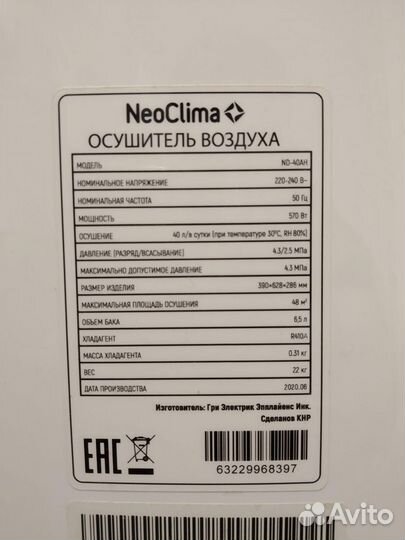 NeoClima
ОСУШИТЕЛЬ ВОЗДУХА
МОДЕЛЬ ND-40AH
НОМИНАЛЬНОЕ НАПРЯЖЕНИЕ 220-240 В~
НОМИНАЛЬНАЯ ЧАСТОТА 50 Гц
МОЩНОСТЬ 570 Вт
ОСУШЕНИЕ 40 л/в сутки (при температуре 30°C, RH 80%)
ДАВЛЕНИЕ (РАЗРЯД/ВСАСЫВАНИЕ) 4.3/2.5 МПа
МАКСИМАЛЬНО ДОПУСТИМОЕ ДАВЛЕНИЕ 4.3 МПа
РАЗМЕР ИЗДЕЛИЯ 390×628×286 мм
МАКСИМАЛЬНАЯ ПЛОЩАДЬ ОСУШЕНИЯ 48 м²
ОБЪЕМ БАКА 6,5 л
ХЛАДАГЕНТ R410A
МАССА ХЛАДАГЕНТА 0.31 кг
ВЕС 22 кг
ДАТА ПРОИЗВОДСТВА 2020.06
Изготовитель: Гри Электрик Эпплайенс Инк.
Сделанов КНР
EAC
63229968397
Avito